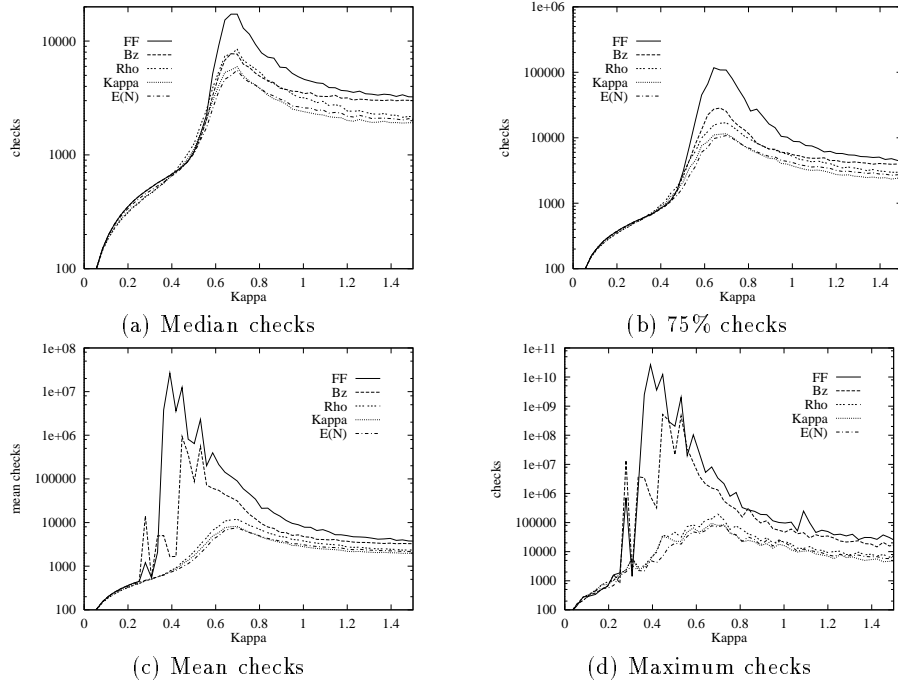 10000
1000
100
0 0.2 0.4 0.6 0.8 1 1.2 1.4
Kappa
checks
FF
Bz
Rho
Kappa
E(N)
(a) Median checks
1e+06
100000
10000
1000
100
0 0.2 0.4 0.6 0.8 1 1.2 1.4
Kappa
checks
FF
Bz
Rho
Kappa
E(N)
(b) 75% checks
1e+08
1e+07
1e+06
100000
10000
1000
100
0 0.2 0.4 0.6 0.8 1 1.2 1.4
Kappa
mean checks
FF
Bz
Rho
Kappa
E(N)
(c) Mean checks
1e+11
1e+10
1e+09
1e+08
1e+07
1e+06
100000
10000
1000
100
0 0.2 0.4 0.6 0.8 1 1.2 1.4
Kappa
checks
FF
Bz
Rho
Kappa
E(N)
(d) Maximum checks